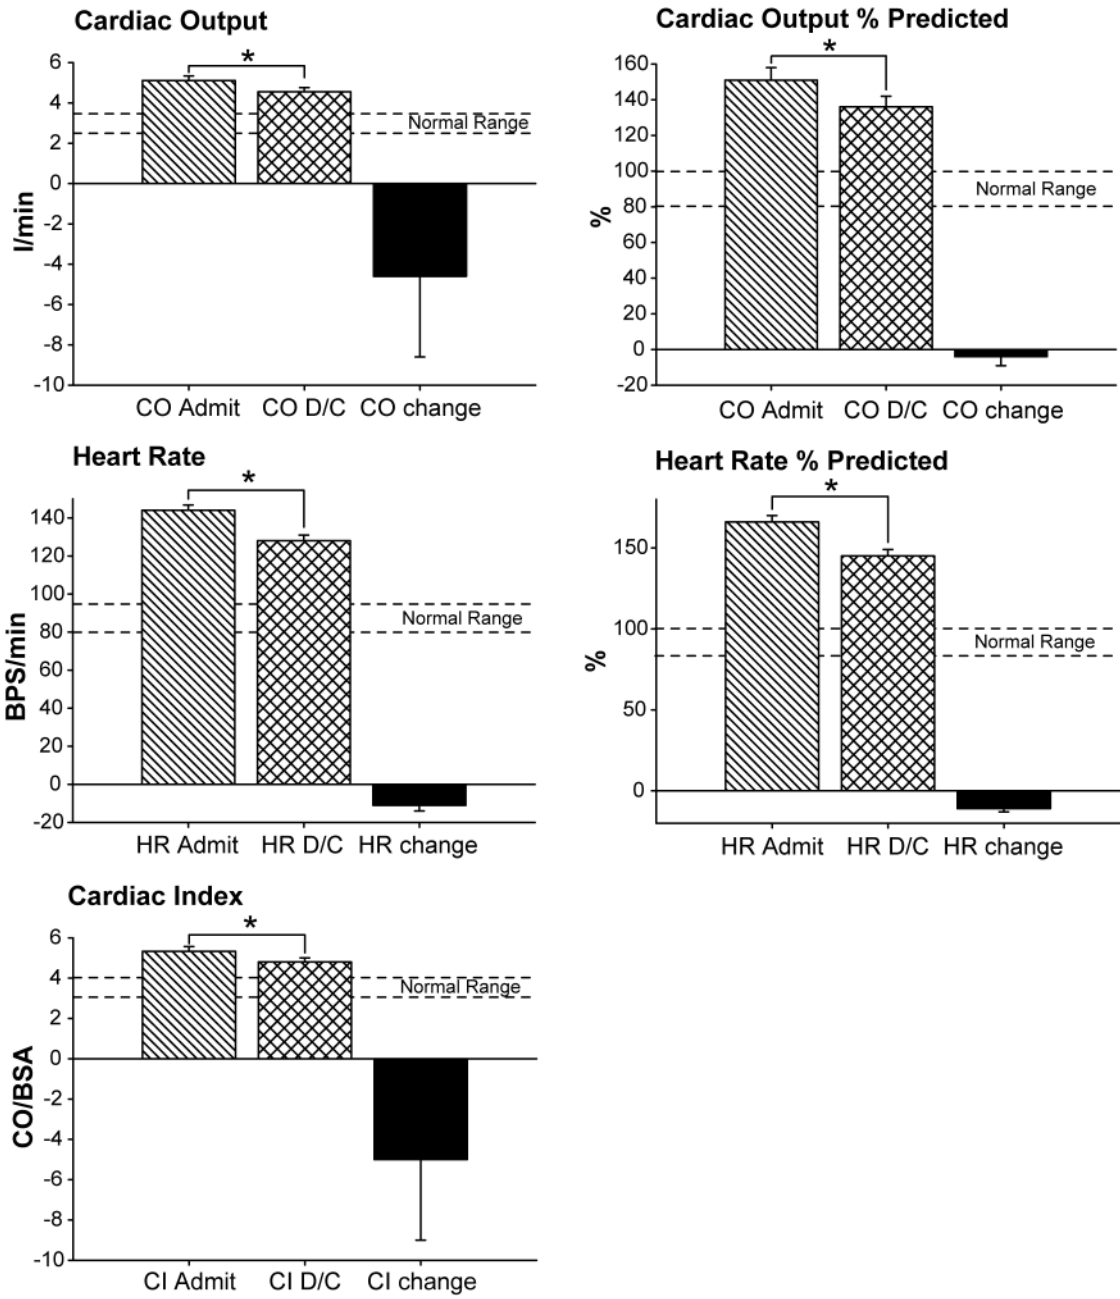 Cardiac Output
6
4
2
0
-2
-4
-6
-8
-10
l/min
*
Normal Range
CO Admit CO D/C CO change
Cardiac Output % Predicted
160
140
120
100
80
60
40
20
0
-20
%
*
Normal Range
CO Admit CO D/C CO change
Heart Rate
140
120
100
80
60
40
20
0
-20
BPS/min
*
Normal Range
HR Admit HR D/C HR change
Heart Rate % Predicted
150
100
50
0
%
*
Normal Range
HR Admit HR D/C HR change
Cardiac Index
6
4
2
0
-2
-4
-6
-8
-10
CO/BSA
*
Normal Range
CI Admit CI D/C CI change